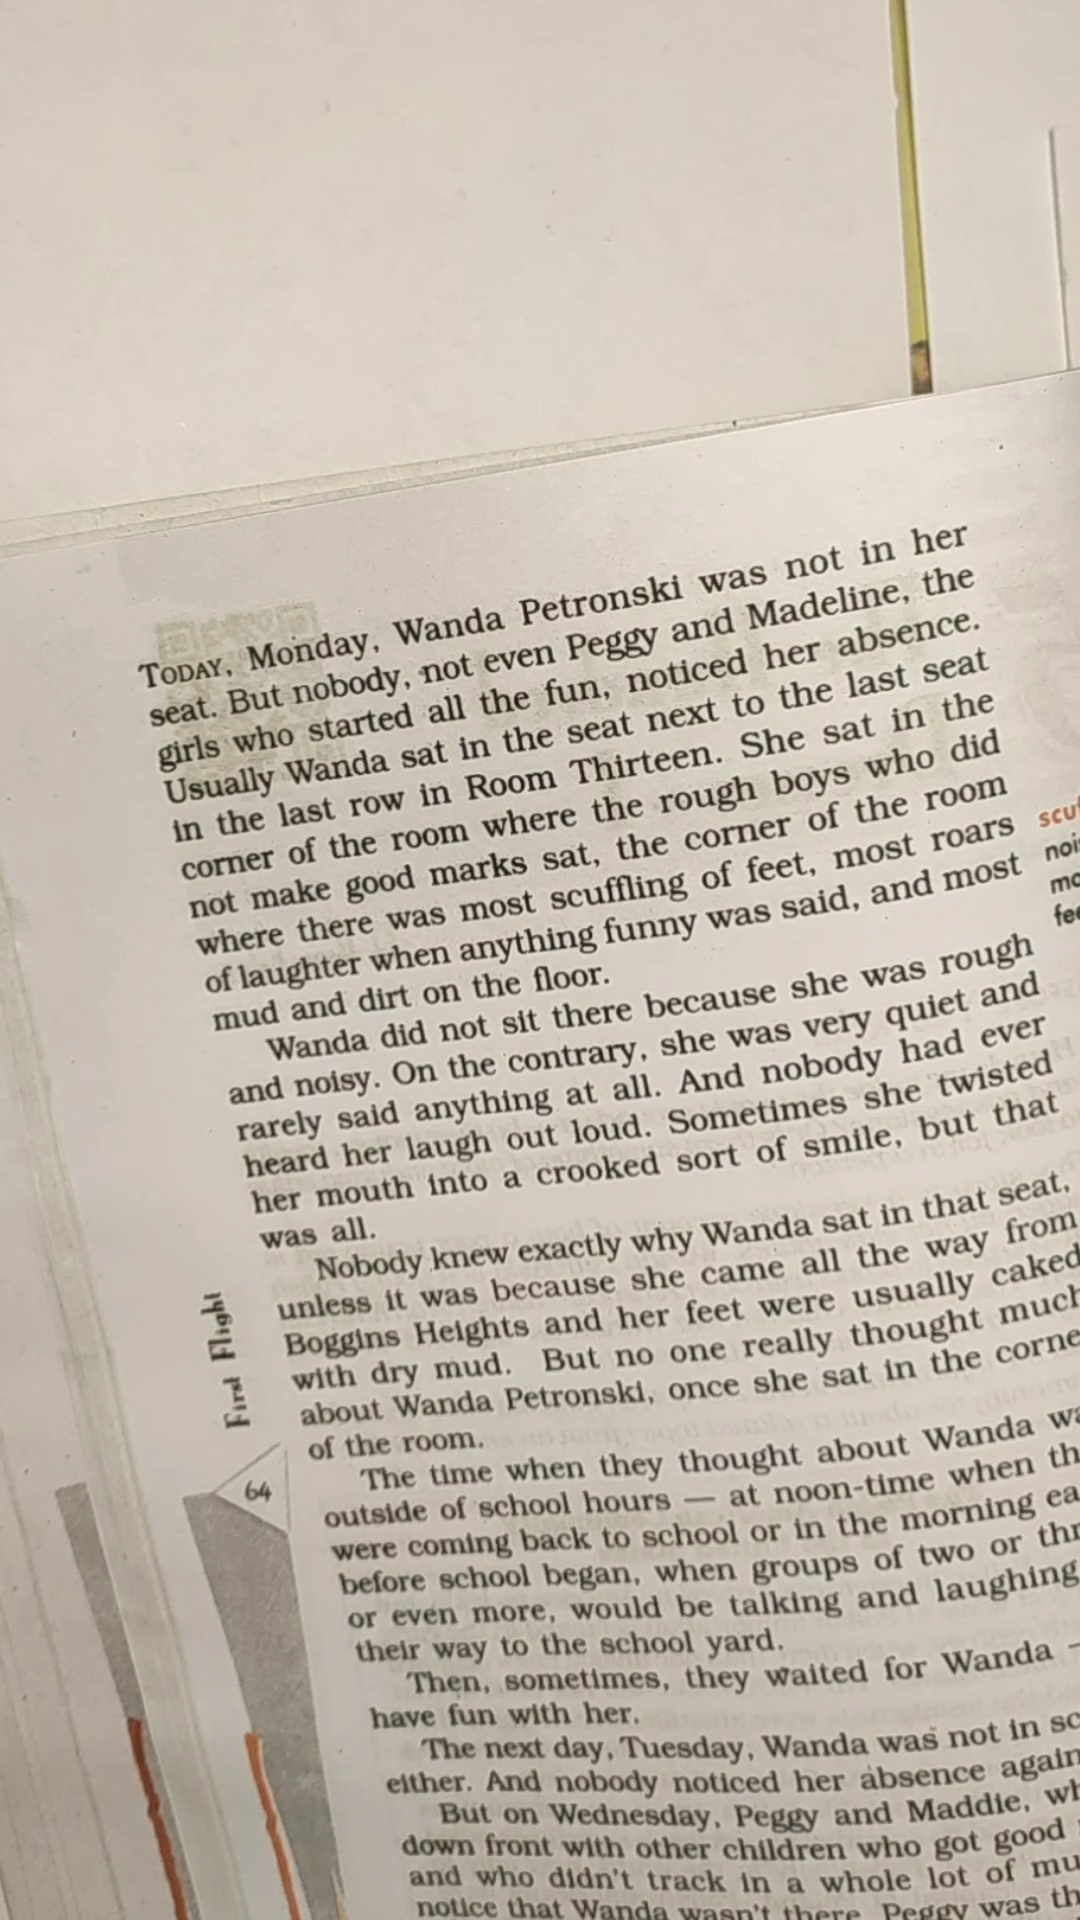 TODAY, Monday, Wanda Petronski was not in her
seat. But nobody, not even Peggy and Madeline, the
girls who started all the fun, noticed her absence.
Usually Wanda sat in the seat next to the last seat
in the last row in Room Thirteen. She sat in the
corner of the room where the rough boys who did
not make good marks sat, the corner of the room
where there was most scuffling of feet, most roars
of laughter when anything funny was said, and most
mud and dirt on the floor.
Wanda did not sit there because she was rough
and noisy. On the contrary, she was very quiet and
rarely said anything at all. And nobody had ever
heard her laugh out loud. Sometimes she twisted
her mouth into a crooked sort of smile, but that
was all.
Nobody knew exactly why Wanda sat in that seat,
unless it was because she came all the way from
Boggins Heights and her feet were usually caked
with dry mud. But no one really thought much
about Wanda Petronski, once she sat in the corne
of the room.
The time when they thought about Wanda wa
outside of school hours — at noon-time when th
were coming back to school or in the morning ea
before school began, when groups of two or thr
or even more, would be talking and laughing
their way to the school yard.
Then, sometimes, they waited for Wanda —
have fun with her.
The next day, Tuesday, Wanda was not in sc
either. And nobody noticed her absence again
But on Wednesday, Peggy and Maddie, wh
down front with other children who got good
and who didn't track in a whole lot of mu
notice that Wanda wasn't there. Peggy was th
scuf
noi
mo
fee
First Flight
64